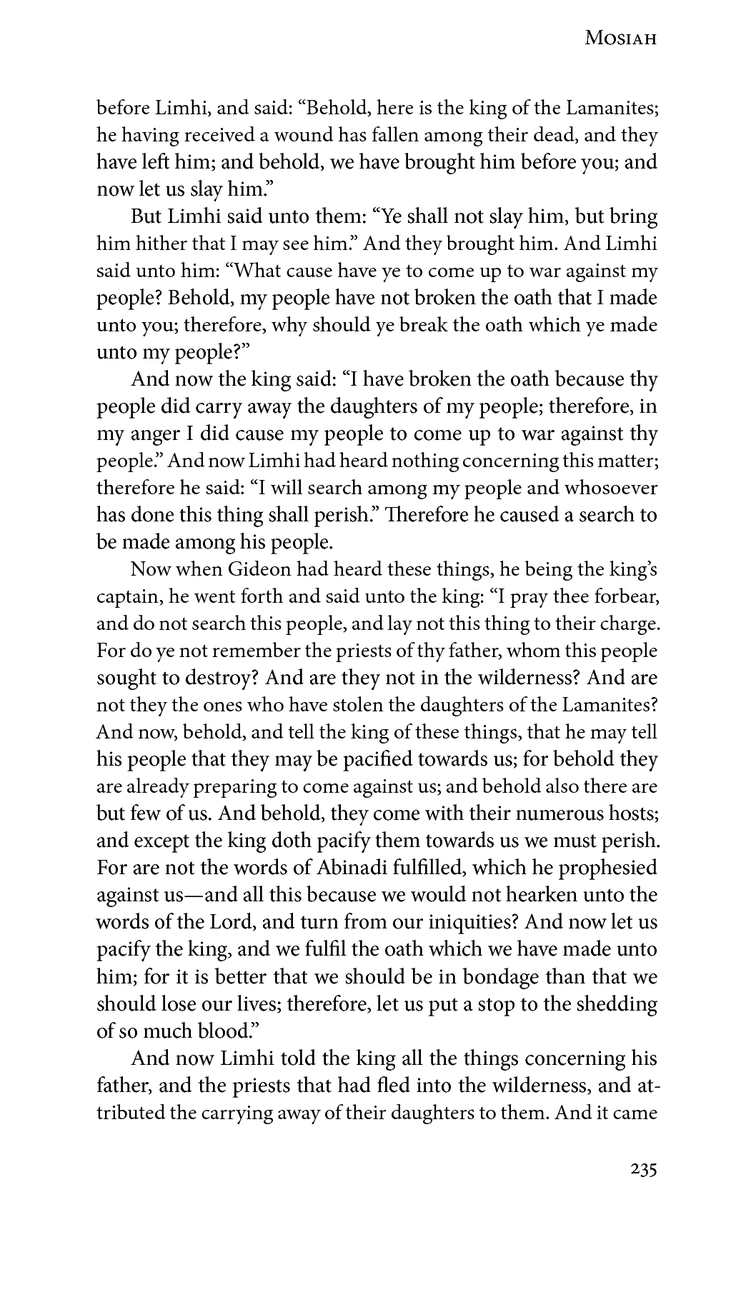 Mosiah
before Limhi, and said: “Behold, here is the king of the Lamanites;
he having received a wound has fallen among their dead, and they
have left him; and behold, we have brought him before you; and
now let us slay him.”
But Limhi said unto them: “Ye shall not slay him, but bring
him hither that I may see him.” And they brought him. And Limhi
said unto him: “What cause have ye to come up to war against my
people? Behold, my people have not broken the oath that I made
unto you; therefore, why should ye break the oath which ye made
unto my people?”
And now the king said: “I have broken the oath because thy
people did carry away the daughters of my people; therefore, in
my anger I did cause my people to come up to war against thy
people.” And now Limhi had heard nothing concerning this matter;
therefore he said: “I will search among my people and whosoever
has done this thing shall perish.” Therefore he caused a search to
be made among his people.
Now when Gideon had heard these things, he being the king’s
captain, he went forth and said unto the king: “I pray thee forbear,
and do not search this people, and lay not this thing to their charge.
For do ye not remember the priests of thy father, whom this people
sought to destroy? And are they not in the wilderness? And are
not they the ones who have stolen the daughters of the Lamanites?
And now, behold, and tell the king of these things, that he may tell
his people that they may be pacified towards us; for behold they
are already preparing to come against us; and behold also there are
but few of us. And behold, they come with their numerous hosts;
and except the king doth pacify them towards us we must perish.
For are not the words of Abinadi fulfilled, which he prophesied
against us—and all this because we would not hearken unto the
words of the Lord, and turn from our iniquities? And now let us
pacify the king, and we fulfil the oath which we have made unto
him; for it is better that we should be in bondage than that we
should lose our lives; therefore, let us put a stop to the shedding
of so much blood.”
And now Limhi told the king all the things concerning his
father, and the priests that had fled into the wilderness, and at-
tributed the carrying away of their daughters to them. And it came
235